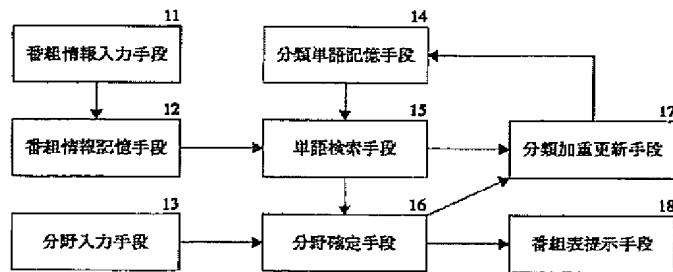 11
番組情報入力手段
14
分類単語記憶手段
12
番組情報記憶手段
15
単語検索手段
17
分類加重更新手段
13
分野入力手段
16
分野確定手段
18
番組表提示手段